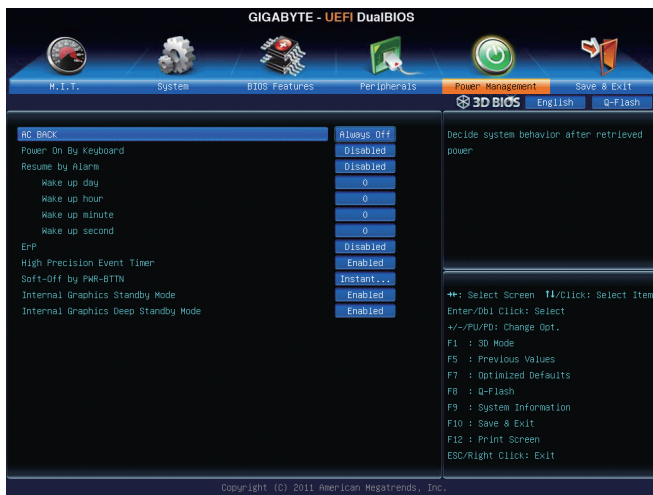 GIGABYTE - UEFI DualBIOS
M.I.T. System BIOS Features Peripherals Power Management Save & Exit
3D BIOS English Q-Flash
AC BACK Always Off
Power On By Keyboard Disabled
Resume by Alarm Disabled
Wake up day 0
Wake up hour 0
Wake up minute 0
Wake up second 0
ErP Disabled
High Precision Event Timer Enabled
Soft-Off by PWR-BTTN Instant...
Internal Graphics Standby Mode Enabled
Internal Graphics Deep Standby Mode Enabled
Decide system behavior after retrieved
power
→←: Select Screen ↑↓/Click: Select Item
Enter/Dbl Click: Select
+/-/PU/PD: Change Opt.
F1 : 3D Mode
F5 : Previous Values
F7 : Optimized Defaults
F8 : Q-Flash
F9 : System Information
F10 : Save & Exit
F12 : Print Screen
ESC/Right Click: Exit
Copyright (C) 2011 American Megatrends, Inc.